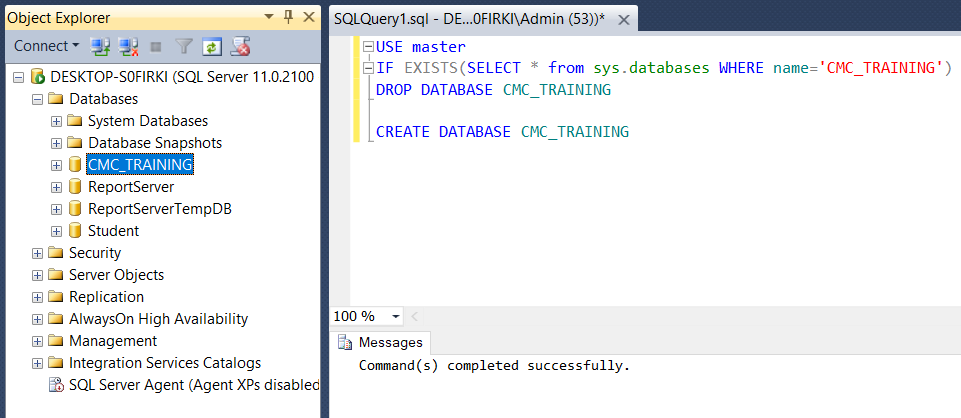 Object Explorer
Connect
DESKTOP-S0FIRKI (SQL Server 11.0.2100
Databases
System Databases
Database Snapshots
CMC_TRAINING
ReportServer
ReportServerTempDB
Student
Security
Server Objects
Replication
AlwaysOn High Availability
Management
Integration Services Catalogs
SQL Server Agent (Agent XPs disabled
SQLQuery1.sql - DE...0FIRKI\Admin (53))*
USE master
IF EXISTS(SELECT * from sys.databases WHERE name='CMC_TRAINING')
DROP DATABASE CMC_TRAINING
CREATE DATABASE CMC_TRAINING
100 %
Messages
Command(s) completed successfully.